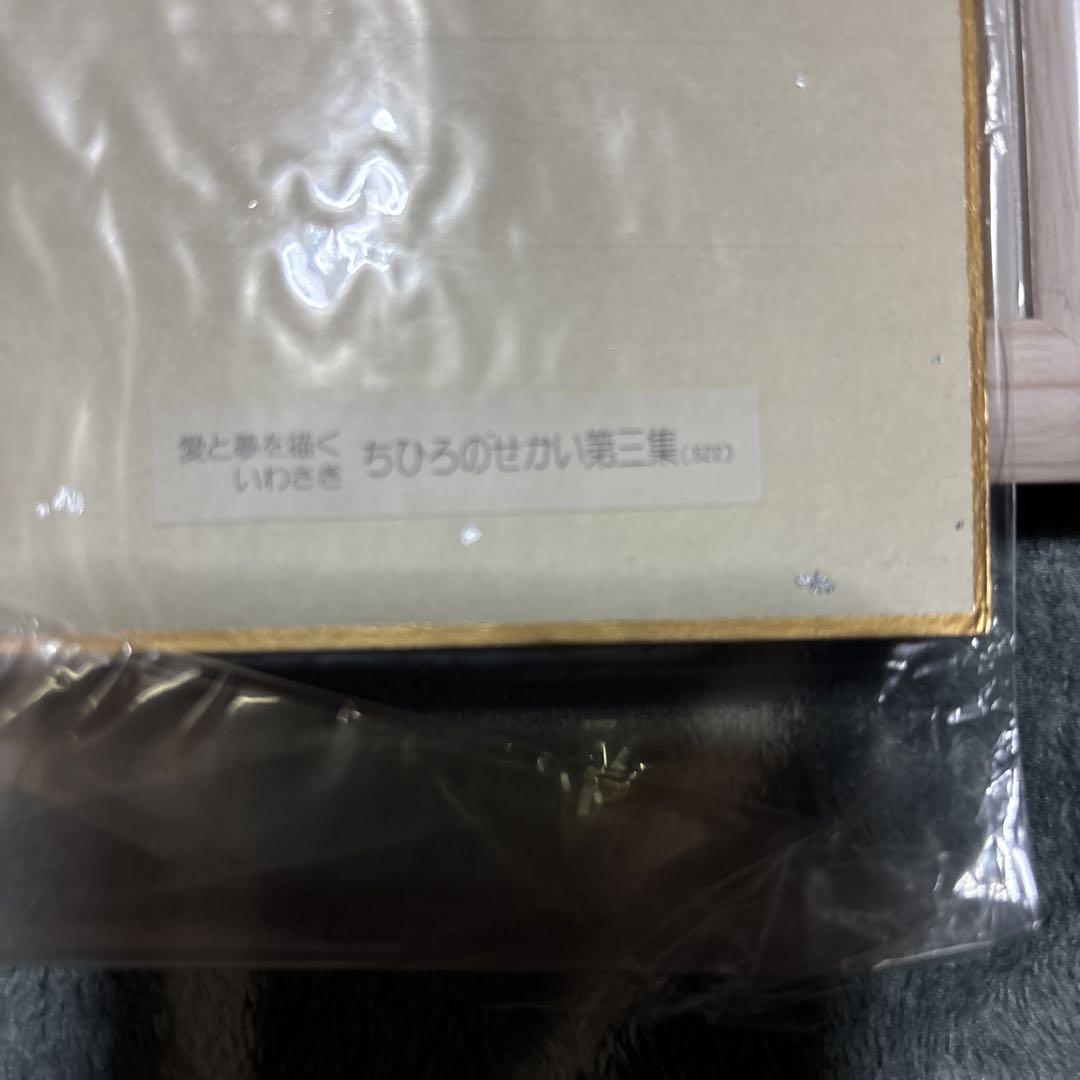 愛と夢を描く
いわさき
ちひろのせかい第三集